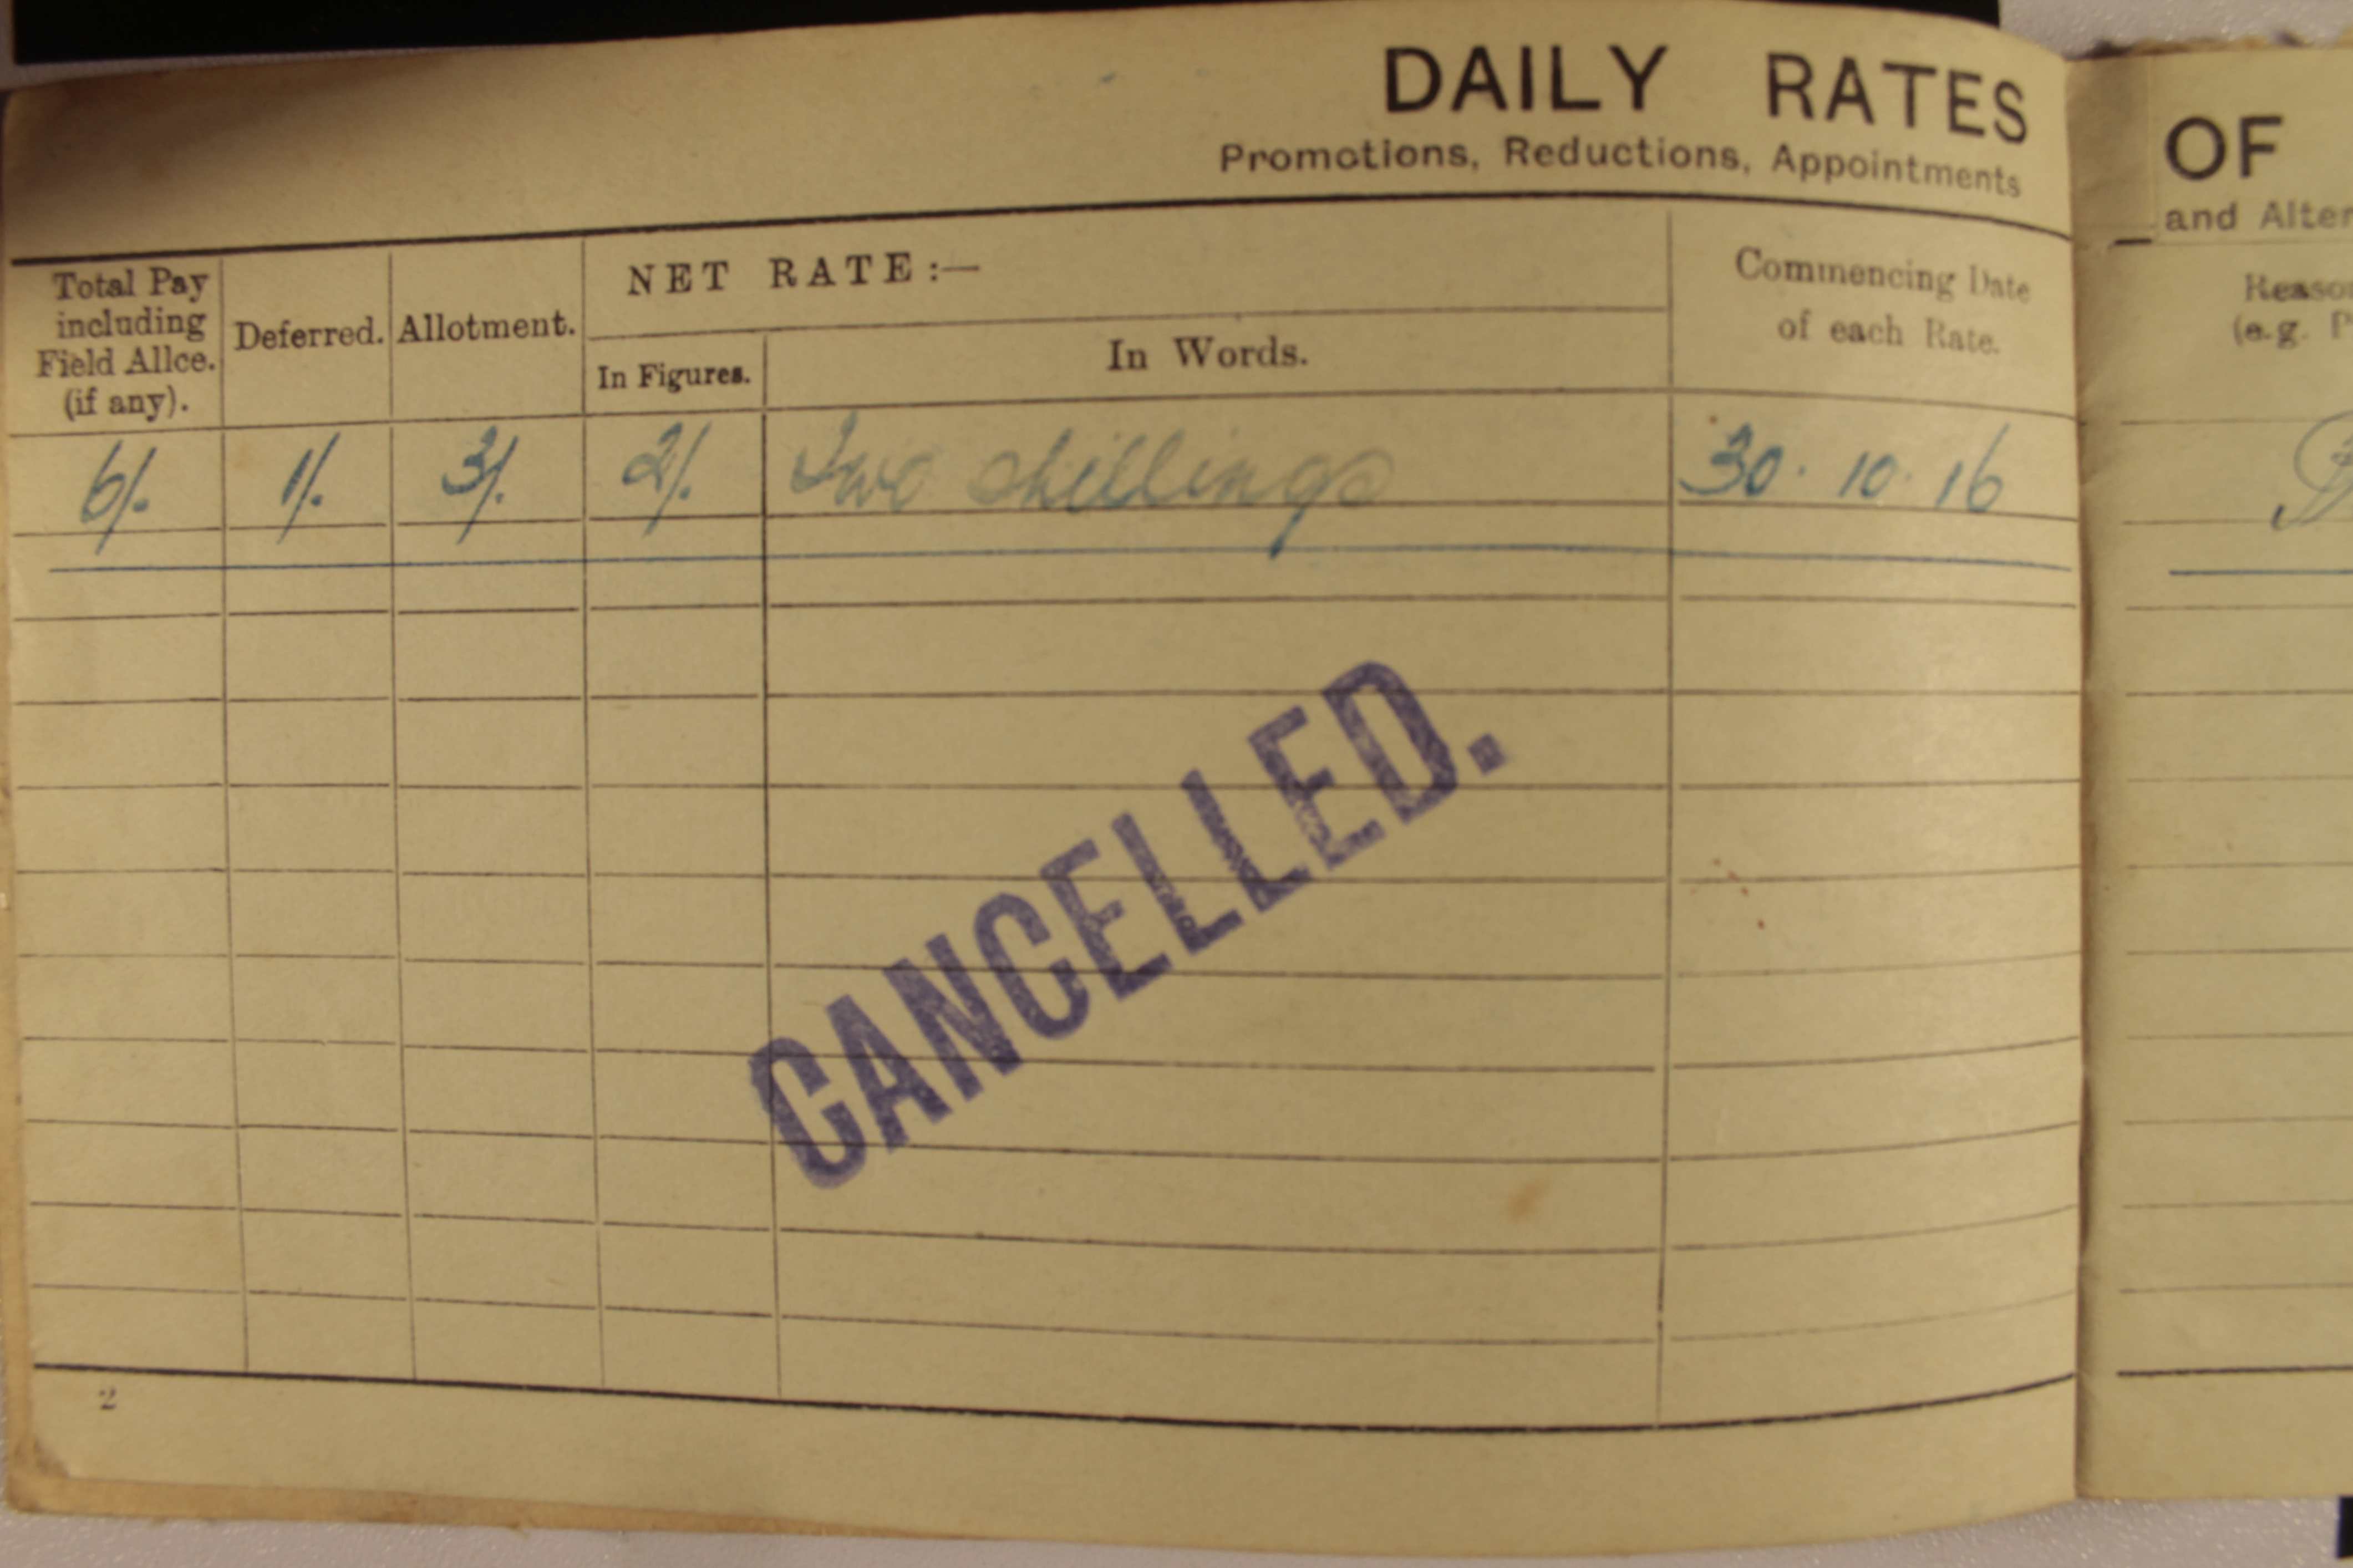 DAILY RATES OF
Promotions, Reductions, Appointments and Alter
Total Pay including Field Allce. (if any).
Deferred.
Allotment.
NET RATE:—
In Figures.
In Words.
Commencing Date of each Rate.
Reaso
(e.g. P
6/. 1/. 3/. 2/. Two shillings 30. 10. 16
CANCELLED.
2